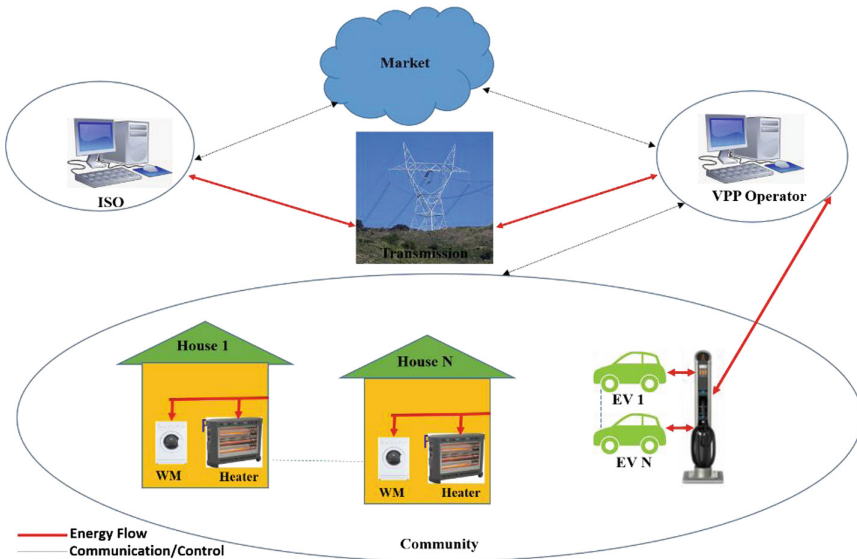 Market
ISO
VPP Operator
Transmission
House 1
House N
EV 1
EV N
WM
Heater
WM
Heater
Energy Flow
Communication/Control
Community